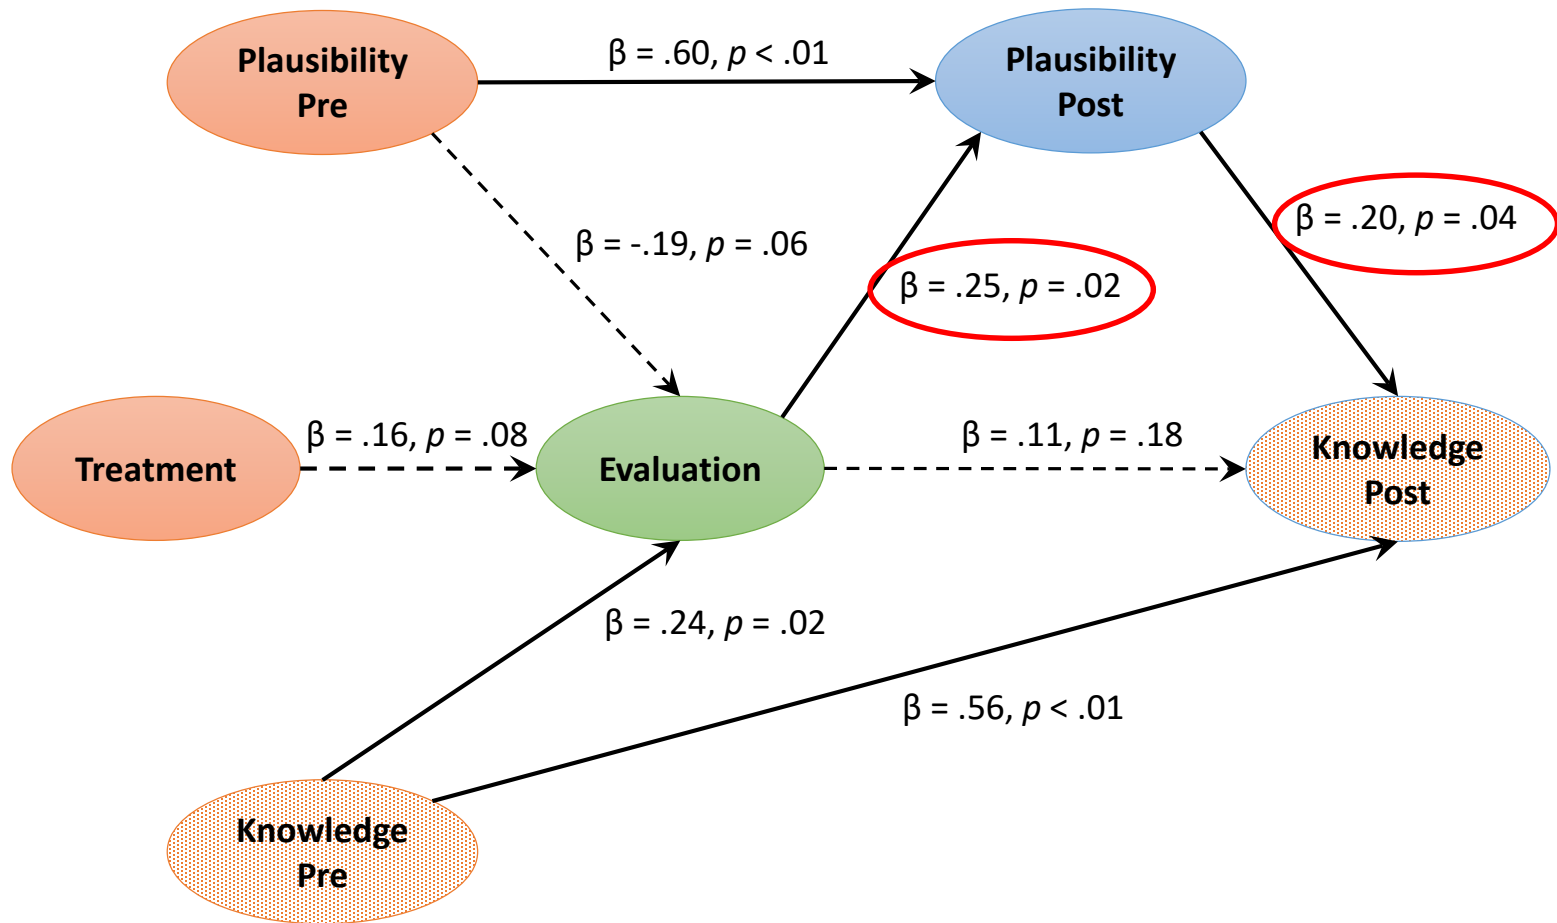 Plausibility
Pre
β = .60, p < .01
Plausibility
Post
β = -.19, p = .06
β = .25, p = .02
β = .20, p = .04
Treatment
β = .16, p = .08
Evaluation
β = .11, p = .18
Knowledge
Post
β = .24, p = .02
β = .56, p < .01
Knowledge
Pre